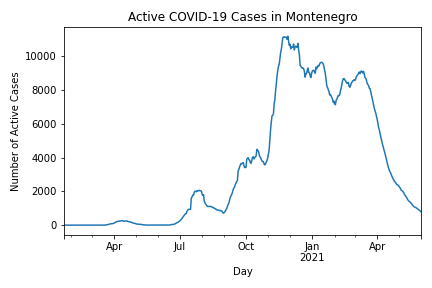 Active COVID-19 Cases in Montenegro
Number of Active Cases
10000
8000
6000
4000
2000
0
Apr
Jul
Oct
Jan
2021
Apr
Day